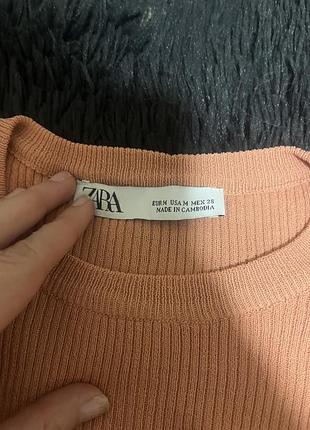 ZARA
EUR M USA M MEX 28
MADE IN CAMBODIA